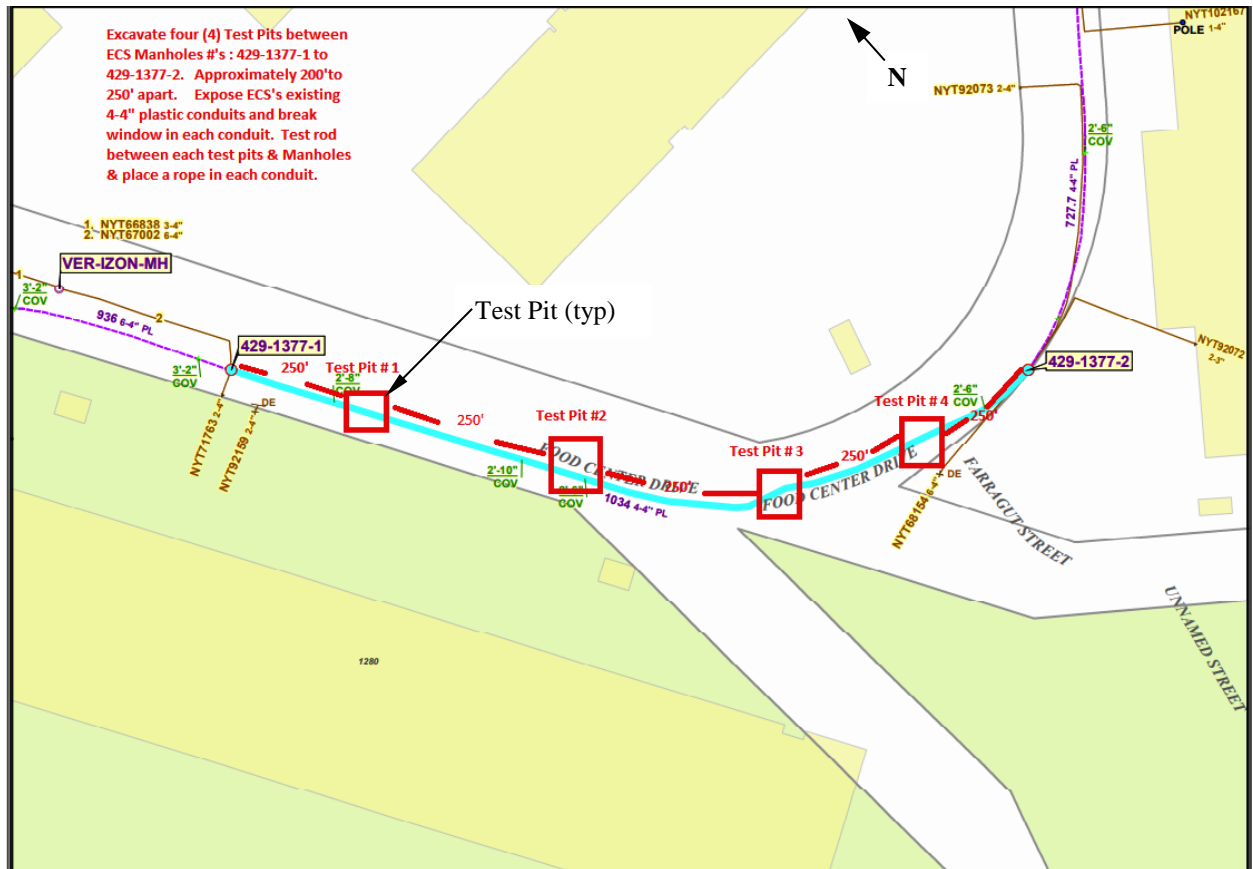 Excavate four (4) Test Pits between
ECS Manholes #'s : 429-1377-1 to
429-1377-2. Approximately 200'to
250' apart. Expose ECS's existing
4-4" plastic conduits and break
window in each conduit. Test rod
between each test pits & Manholes
& place a rope in each conduit.
N
NYT102167
1-4"
POLE
NYT92073 2-4"
2'-6"
COV
727.7 4-4" PL
1. NYT66838 3-4"
2. NYT67002 6-4"
VER-IZON-MH
1
3'-2"
COV
936 6-4" PL
2
Test Pit (typ)
429-1377-1
3'-2"
COV
250'
Test Pit # 1
2'-8"
COV
NYT71763 2-4"
NYT92159 2-4"
DE
250'
Test Pit #2
FOOD CENTER DRIVE
2'-10"
COV
COV
250'
1034 4-4" PL
Test Pit # 3
FOOD CENTER DRIVE
250'
Test Pit # 4
2'-6"
COV
250'
429-1377-2
NYT92072
2-3"
DE
NYT68154 6-4"
FARRAGUT STREET
UNNAMED STREET
1280